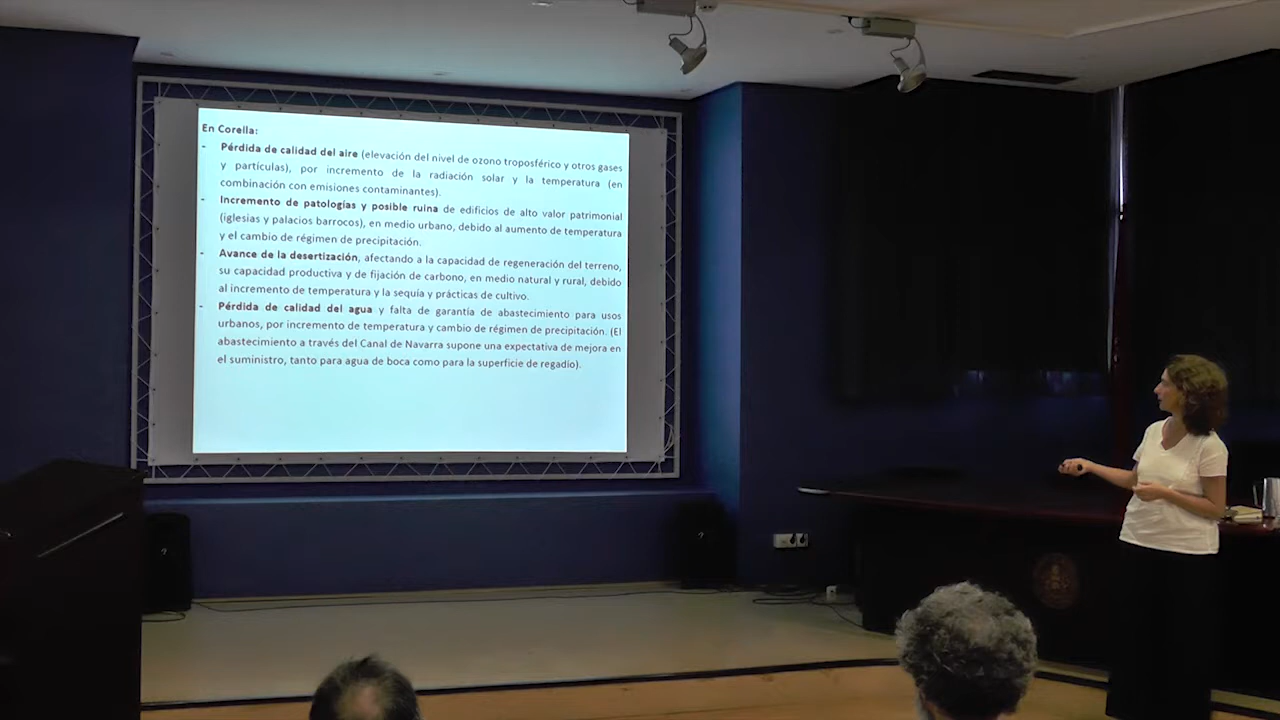 En Corella:
- Pérdida de calidad del aire (elevación del nivel de ozono troposférico y otros gases
y partículas), por incremento de la radiación solar y la temperatura (en
combinación con emisiones contaminantes).
- Incremento de patologías y posible ruina de edificios de alto valor patrimonial
(iglesias y palacios barrocos), en medio urbano, debido al aumento de temperatura
y el cambio de régimen de precipitación.
- Avance de la desertización, afectando a la capacidad de regeneración del terreno,
su capacidad productiva y de fijación de carbono, en medio natural y rural, debido
al incremento de temperatura y la sequía y prácticas de cultivo.
- Pérdida de calidad del agua y falta de garantía de abastecimiento para usos
urbanos, por incremento de temperatura y cambio de régimen de precipitación. (El
abastecimiento a través del Canal de Navarra supone una expectativa de mejora en
el suministro, tanto para agua de boca como para la superficie de regadío).